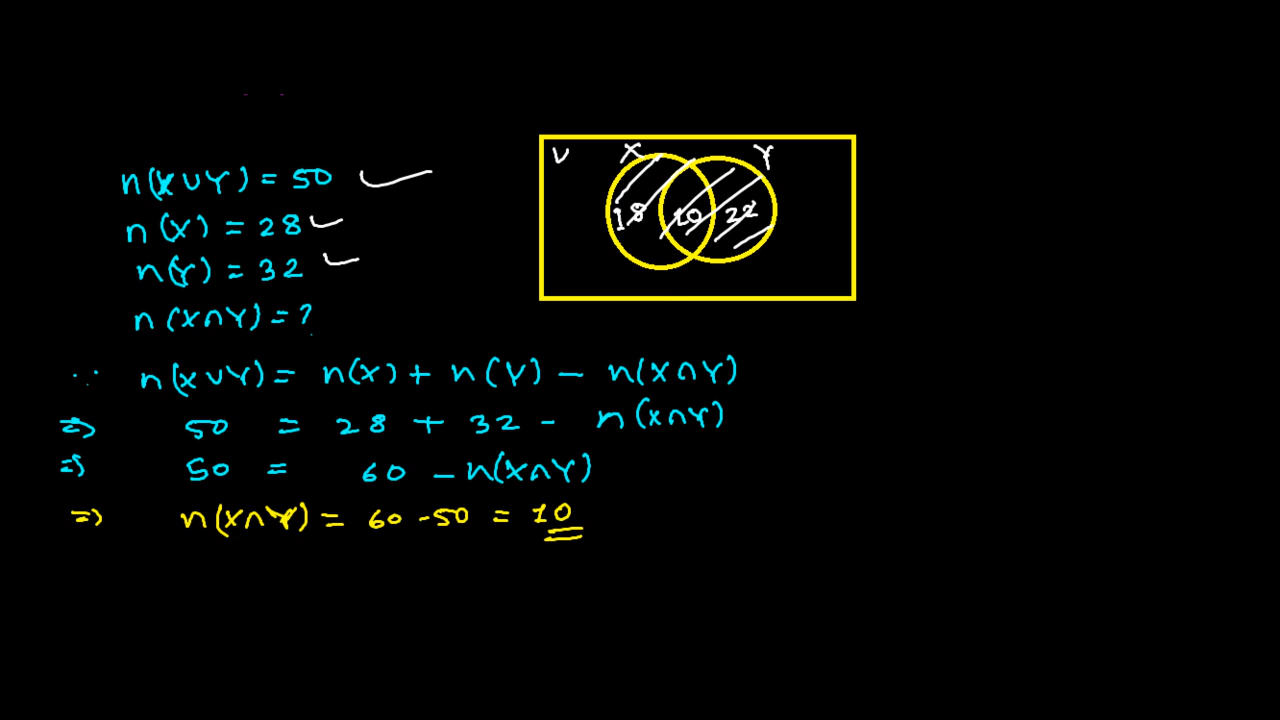 n(X∪Y) = 50
n(X) = 28
n(Y) = 32
n(X∩Y) = ?
U X Y
18 10 22
∵ n(X∪Y) = n(X) + n(Y) − n(X∩Y)
⇒ 50 = 28 + 32 − n(X∩Y)
⇒ 50 = 60 − n(X∩Y)
⇒ n(X∩Y) = 60 - 50 = 10